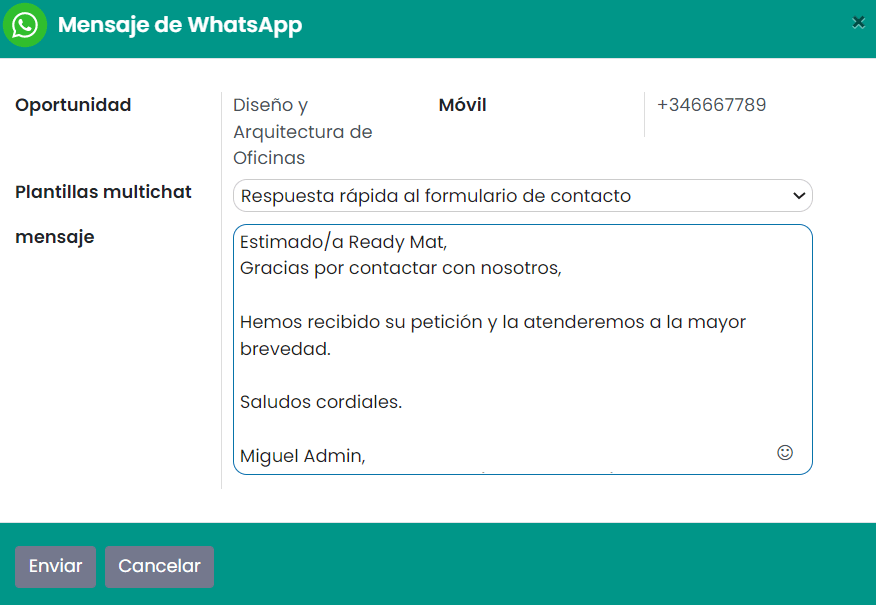 Mensaje de WhatsApp
×
Oportunidad
Diseño y
Arquitectura de
Oficinas
Móvil
+346667789
Plantillas multichat
Respuesta rápida al formulario de contacto
mensaje
Estimado/a Ready Mat,
Gracias por contactar con nosotros,
Hemos recibido su petición y la atenderemos a la mayor
brevedad.
Saludos cordiales.
Miguel Admin,
Enviar
Cancelar